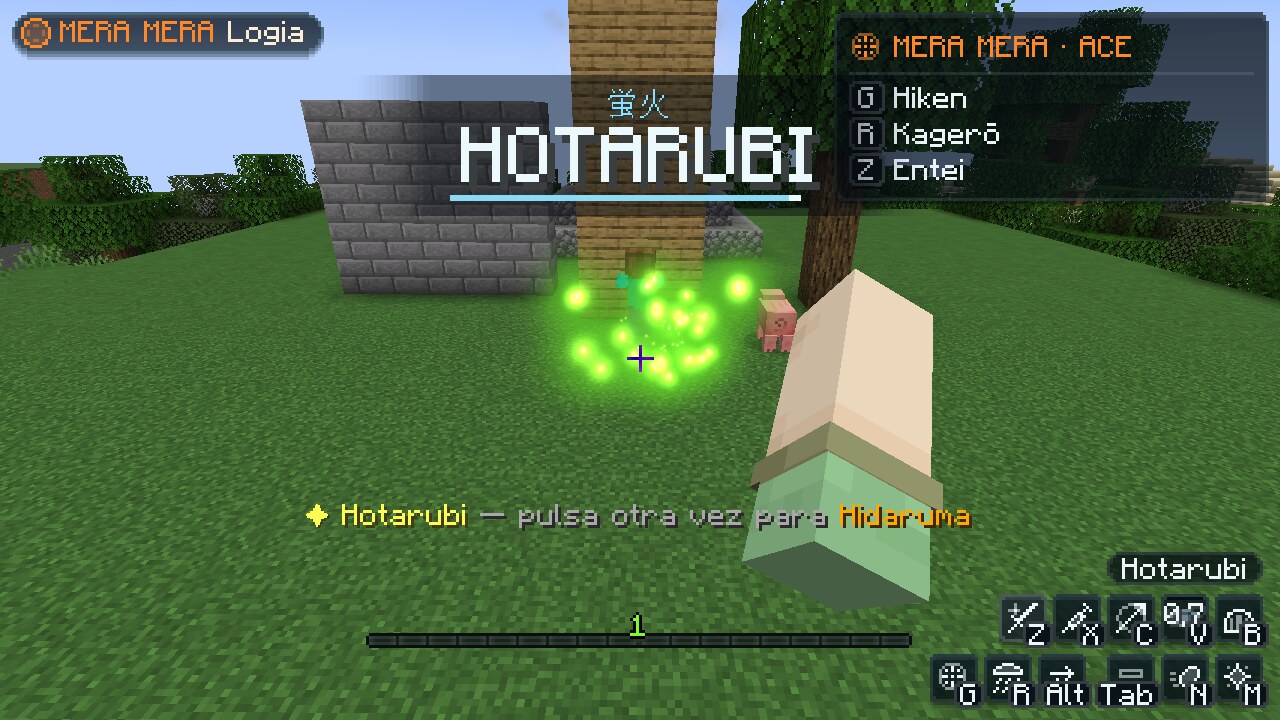 MERA MERA Logia
MERA MERA · ACE
G Hiken
R Kagerō
Z Entei
蛍火
HOTARUBI
✦ Hotarubi — pulsa otra vez para Hidaruma
Hotarubi
Z X C 0,7 V B
1
G R Alt Tab N M